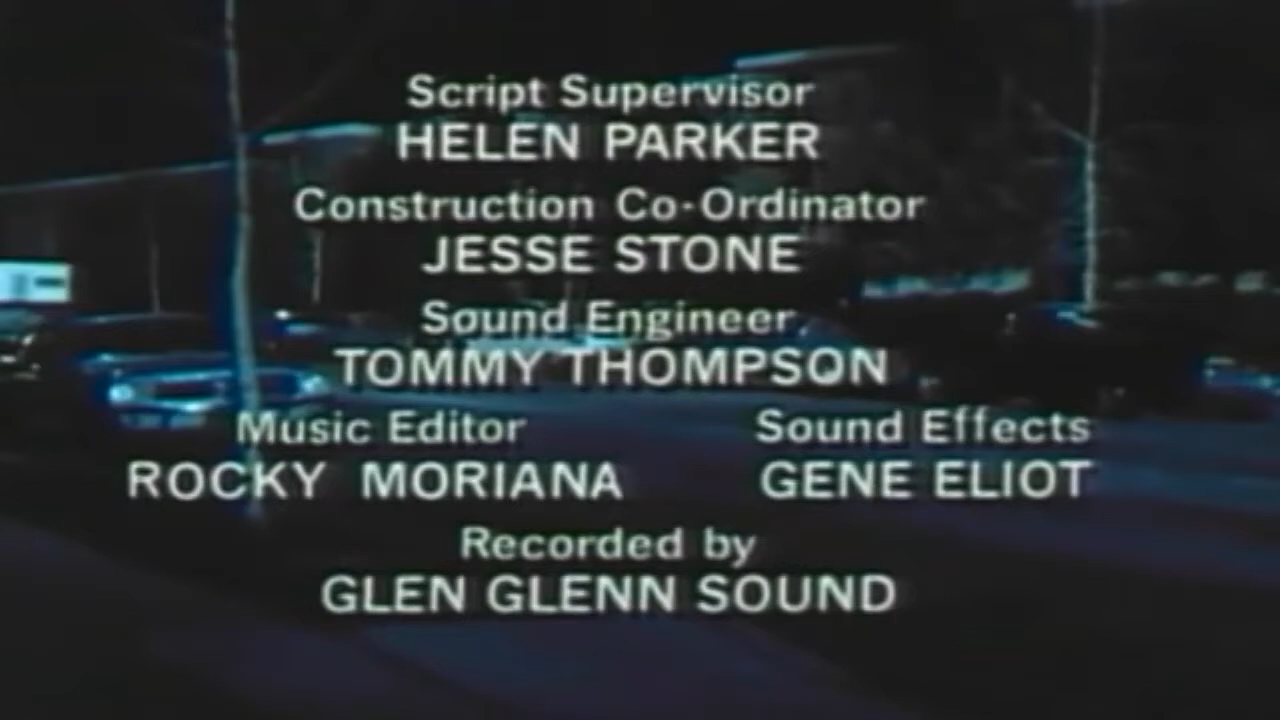 Script Supervisor
HELEN PARKER
Construction Co-Ordinator
JESSE STONE
Sound Engineer
TOMMY THOMPSON
Music Editor
ROCKY MORIANA
Sound Effects
GENE ELIOT
Recorded by
GLEN GLENN SOUND